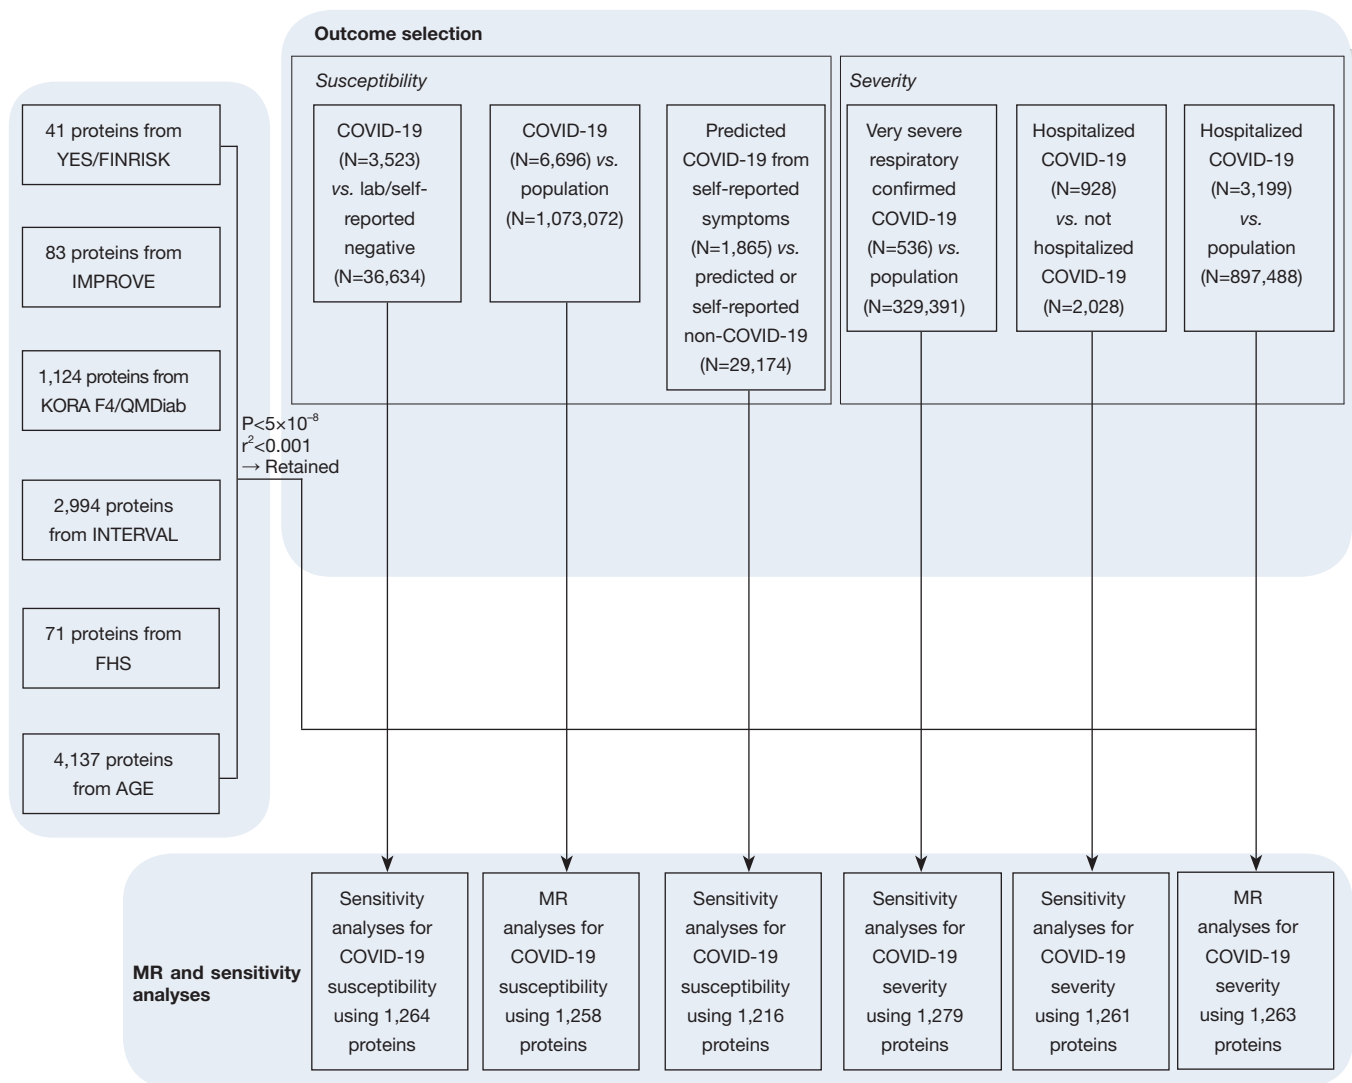 Outcome selection
Susceptibility
Severity
41 proteins from
YES/FINRISK
83 proteins from
IMPROVE
1,124 proteins from
KORA F4/QMDiab
2,994 proteins
from INTERVAL
71 proteins from
FHS
4,137 proteins
from AGE
P<5×10⁻⁸
r²<0.001
→ Retained
COVID-19
(N=3,523)
vs. lab/self-
reported
negative
(N=36,634)
COVID-19
(N=6,696) vs.
population
(N=1,073,072)
Predicted
COVID-19 from
self-reported
symptoms
(N=1,865) vs.
predicted or
self-reported
non-COVID-19
(N=29,174)
Very severe
respiratory
confirmed
COVID-19
(N=536) vs.
population
(N=329,391)
Hospitalized
COVID-19
(N=928)
vs. not
hospitalized
COVID-19
(N=2,028)
Hospitalized
COVID-19
(N=3,199)
vs.
population
(N=897,488)
MR and sensitivity
analyses
Sensitivity
analyses for
COVID-19
susceptibility
using 1,264
proteins
MR
analyses for
COVID-19
susceptibility
using 1,258
proteins
Sensitivity
analyses for
COVID-19
susceptibility
using 1,216
proteins
Sensitivity
analyses for
COVID-19
severity
using 1,279
proteins
Sensitivity
analyses for
COVID-19
severity
using 1,261
proteins
MR
analyses for
COVID-19
severity
using 1,263
proteins